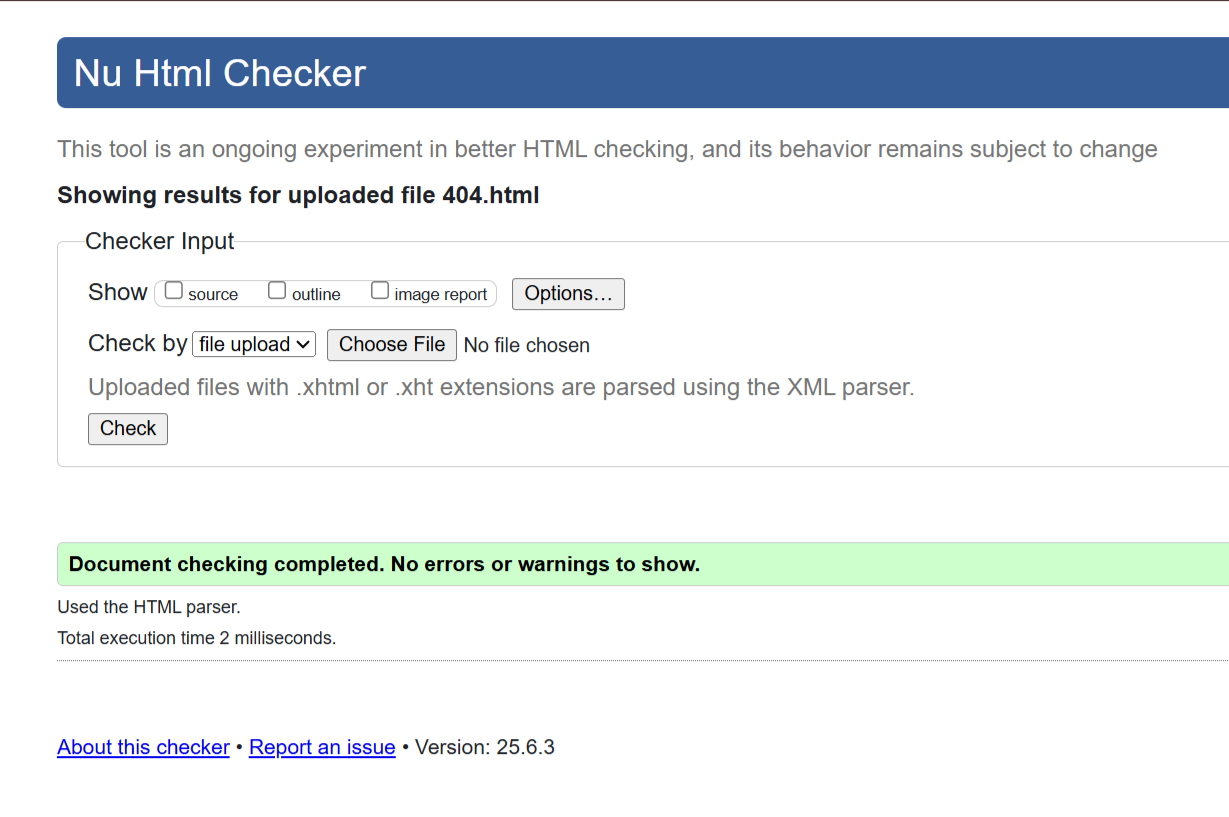 Nu Html Checker
This tool is an ongoing experiment in better HTML checking, and its behavior remains subject to change
Showing results for uploaded file 404.html
Checker Input
Show source outline image report Options…
Check by file upload Choose File No file chosen
Uploaded files with .xhtml or .xht extensions are parsed using the XML parser.
Check
Document checking completed. No errors or warnings to show.
Used the HTML parser.
Total execution time 2 milliseconds.
About this checker • Report an issue • Version: 25.6.3